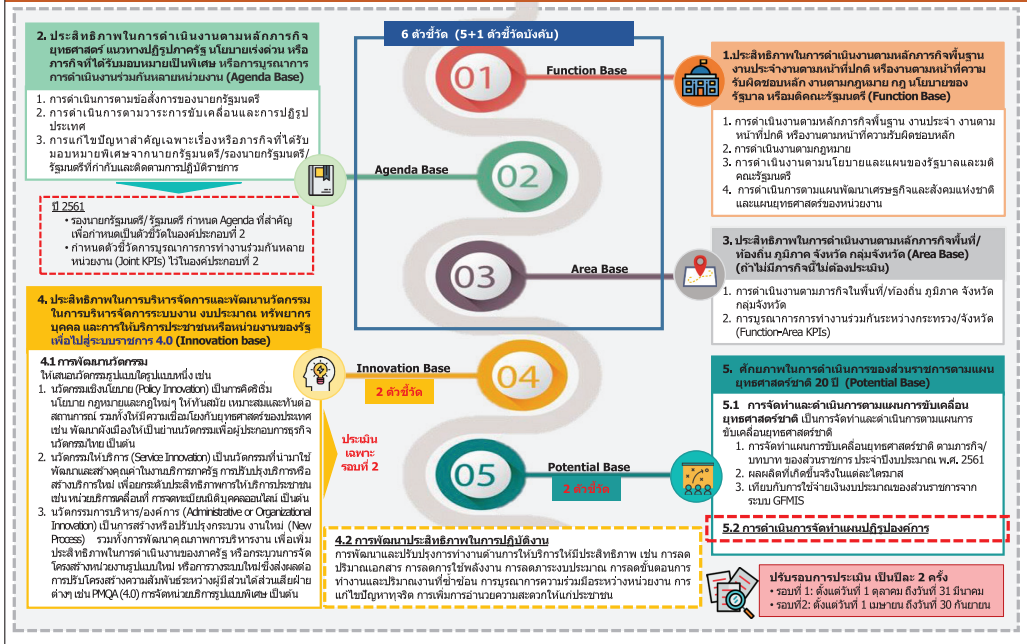 2. ประสิทธิภาพในการดำเนินงานตามหลักภารกิจ
ยุทธศาสตร์ แนวทางปฏิรูปภาครัฐ นโยบายเร่งด่วน หรือ
ภารกิจที่ได้รับมอบหมายเป็นพิเศษ หรือการบูรณาการ
การดำเนินงานร่วมกันหลายหน่วยงาน (Agenda Base)
1. การดำเนินการตามข้อสั่งการของนายกรัฐมนตรี
2. การดำเนินการตามวาระการขับเคลื่อนและการปฏิรูป
ประเทศ
3. การแก้ไขปัญหาสำคัญเฉพาะเรื่องหรือภารกิจที่ได้รับ
มอบหมายพิเศษจากนายกรัฐมนตรี/รองนายกรัฐมนตรี/
รัฐมนตรีที่กำกับและติดตามการปฏิบัติราชการ
ปี 2561
• รองนายกรัฐมนตรี/ รัฐมนตรี กำหนด Agenda ที่สำคัญ
เพื่อกำหนดเป็นตัวชี้วัดในองค์ประกอบที่ 2
• กำหนดตัวชี้วัดการบูรณาการการทำงานร่วมกันหลาย
หน่วยงาน (Joint KPIs) ไว้ในองค์ประกอบที่ 2
4. ประสิทธิภาพในการบริหารจัดการและพัฒนานวัตกรรม
ในการบริหารจัดการระบบงาน งบประมาณ ทรัพยากร
บุคคล และการให้บริการประชาชนหรือหน่วยงานของรัฐ
เพื่อไปสู่ระบบราชการ 4.0 (Innovation base)
4.1 การพัฒนานวัตกรรม
ให้เสนอนวัตกรรมรูปแบบใดรูปแบบหนึ่ง เช่น
1. นวัตกรรมเชิงนโยบาย (Policy Innovation) เป็นการคิดริเริ่ม
นโยบาย กฎหมายและกฎใหม่ๆ ให้ทันสมัย เหมาะสมและทันต่อ
สถานการณ์ รวมทั้งให้มีความเชื่อมโยงกับยุทธศาสตร์ของประเทศ
เช่น พัฒนาผังเมืองให้เป็นย่านนวัตกรรมเพื่อผู้ประกอบการธุรกิจ
นวัตกรรมไทย เป็นต้น
2. นวัตกรรมให้บริการ (Service Innovation) เป็นนวัตกรรมที่นำมาใช้
พัฒนาและสร้างคุณค่าในงานบริการภาครัฐ การปรับปรุงบริการหรือ
สร้างบริการใหม่ เพื่อยกระดับประสิทธิภาพการให้บริการประชาชน
เช่น หน่วยบริการเคลื่อนที่ การจดทะเบียนนิติบุคคลออนไลน์ เป็นต้น
3. นวัตกรรมการบริหาร/องค์การ (Administrative or Organizational
Innovation) เป็นการสร้างหรือปรับปรุงกระบวน งานใหม่ (New
Process) รวมทั้งการพัฒนาคุณภาพการบริหารงาน เพื่อเพิ่ม
ประสิทธิภาพในการดำเนินงานของภาครัฐ หรือกระบวนการจัด
โครงสร้างหน่วยงานรูปแบบใหม่ หรือการวางระบบใหม่ซึ่งส่งผลต่อ
การปรับโครงสร้างความสัมพันธ์ระหว่างผู้มีส่วนได้ส่วนเสียฝ่าย
ต่างๆ เช่น PMQA (4.0) การจัดหน่วยบริการรูปแบบพิเศษ เป็นต้น
6 ตัวชี้วัด (5+1 ตัวชี้วัดบังคับ)
01
Function Base
Agenda Base
02
03
Area Base
Innovation Base
2 ตัวชี้วัด
04
ประเมิน
เฉพาะ
รอบที่ 2
05
Potential Base
2 ตัวชี้วัด
4.2 การพัฒนาประสิทธิภาพในการปฏิบัติงาน
การพัฒนาและปรับปรุงการทำงานด้านการให้บริการให้มีประสิทธิภาพ เช่น การลด
ปริมาณเอกสาร การลดการใช้พลังงาน การลดภาระงบประมาณ การลดขั้นตอนการ
ทำงานและปริมาณงานที่ซ้ำซ้อน การบูรณาการความร่วมมือระหว่างหน่วยงาน การ
แก้ไขปัญหาทุจริต การเพิ่มการอำนวยความสะดวกให้แก่ประชาชน
1.ประสิทธิภาพในการดำเนินงานตามหลักภารกิจพื้นฐาน
งานประจำงานตามหน้าที่ปกติ หรืองานตามหน้าที่ความ
รับผิดชอบหลัก งานตามกฎหมาย กฎ นโยบายของ
รัฐบาล หรือมติคณะรัฐมนตรี (Function Base)
1. การดำเนินงานตามหลักภารกิจพื้นฐาน งานประจำ งานตาม
หน้าที่ปกติ หรืองานตามหน้าที่ความรับผิดชอบหลัก
2. การดำเนินงานตามกฎหมาย
3. การดำเนินงานตามนโยบายและแผนของรัฐบาลและมติ
คณะรัฐมนตรี
4. การดำเนินการตามแผนพัฒนาเศรษฐกิจและสังคมแห่งชาติ
และแผนยุทธศาสตร์ของหน่วยงาน
3. ประสิทธิภาพในการดำเนินงานตามหลักภารกิจพื้นที่/
ท้องถิ่น ภูมิภาค จังหวัด กลุ่มจังหวัด (Area Base)
(ถ้าไม่มีภารกิจนี้ไม่ต้องประเมิน)
1. การดำเนินงานตามภารกิจในพื้นที่/ท้องถิ่น ภูมิภาค จังหวัด
กลุ่มจังหวัด
2. การบูรณาการการทำงานร่วมกันระหว่างกระทรวง/จังหวัด
(Function-Area KPIs)
5. ศักยภาพในดำเนินการของส่วนราชการตามแผน
ยุทธศาสตร์ชาติ 20 ปี (Potential Base)
5.1 การจัดทำและดำเนินการตามแผนการขับเคลื่อน
ยุทธศาสตร์ชาติ เป็นการจัดทำและดำเนินการตามแผนการ
ขับเคลื่อนยุทธศาสตร์ชาติ
1. การจัดทำแผนการขับเคลื่อนยุทธศาสตร์ชาติ ตามภารกิจ/
บทบาท ของส่วนราชการ ประจำปีงบประมาณ พ.ศ. 2561
2. ผลผลิตที่เกิดขึ้นจริงในแต่ละไตรมาส
3. เทียบกับการใช้จ่ายเงินงบประมาณของส่วนราชการจาก
ระบบ GFMIS
5.2 การดำเนินการจัดทำแผนปฏิรูปองค์การ
ปรับรอบการประเมิน เป็นปีละ 2 ครั้ง
• รอบที่ 1: ตั้งแต่วันที่ 1 ตุลาคม ถึงวันที่ 31 มีนาคม
• รอบที่2: ตั้งแต่วันที่ 1 เมษายน ถึงวันที่ 30 กันยายน